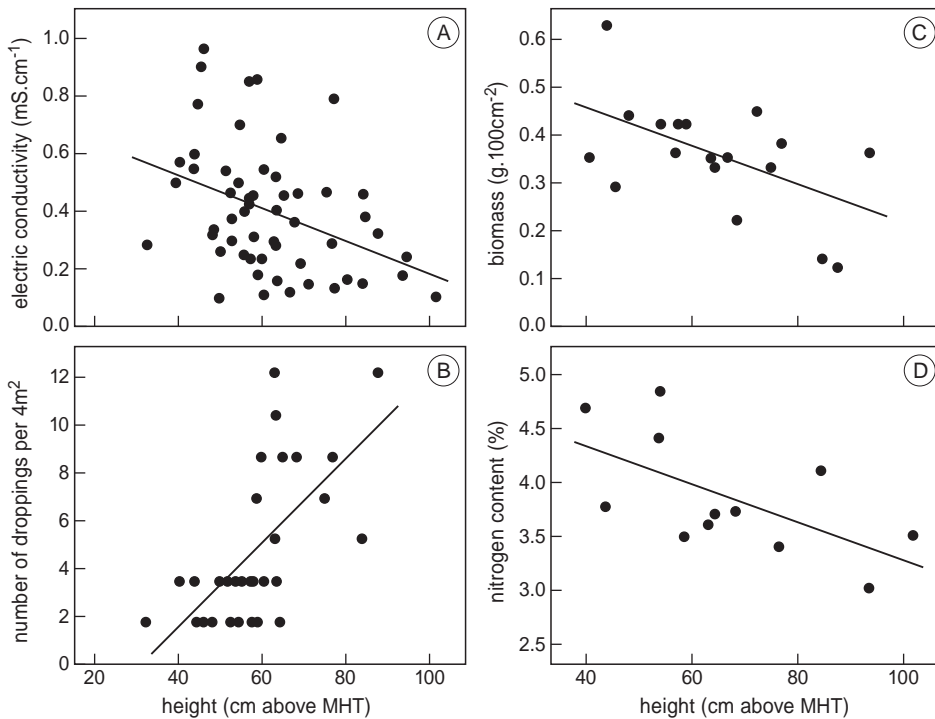 A
electric conductivity (mS.cm-1)
1.0
0.8
0.6
0.4
0.2
0.0
C
biomass (g.100cm-2)
0.6
0.5
0.4
0.3
0.2
0.1
0.0
B
number of droppings per 4m²
12
10
8
6
4
2
0
20 40 60 80 100
height (cm above MHT)
D
nitrogen content (%)
5.0
4.5
4.0
3.5
3.0
2.5
40 60 80 100
height (cm above MHT)